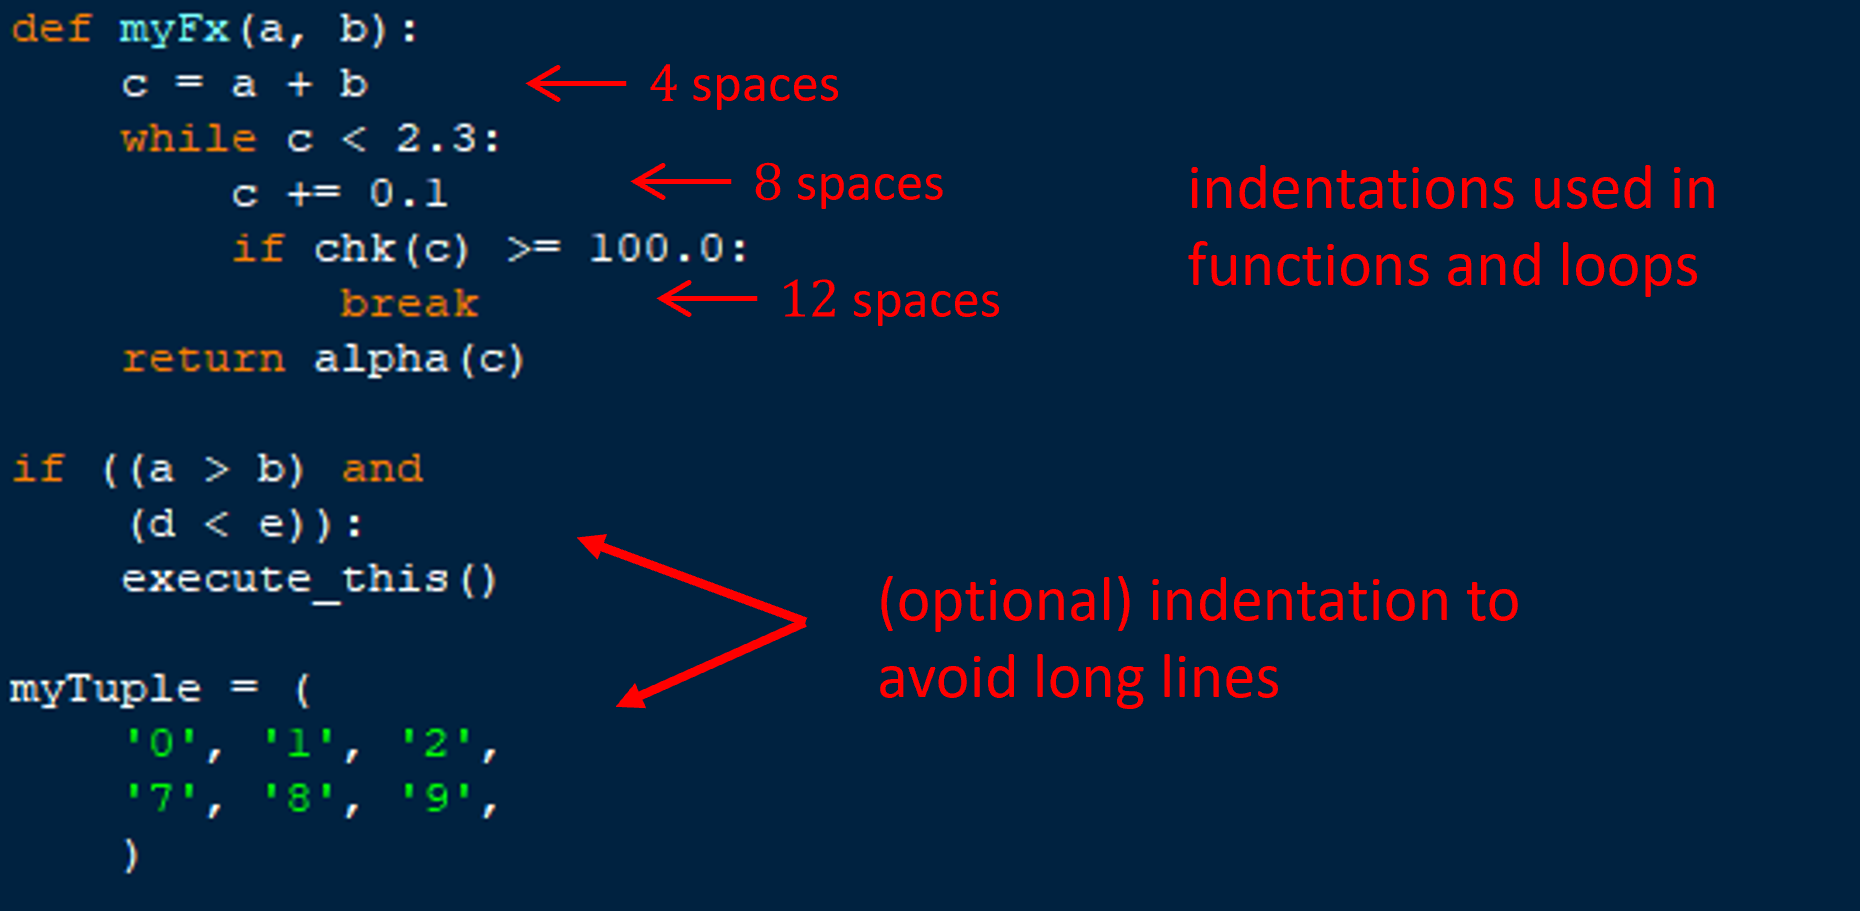 def myFx(a, b):
    c = a + b
4 spaces
    while c < 2.3:
        c += 0.1
8 spaces
        if chk(c) >= 100.0:
            break
12 spaces
    return alpha(c)
indentations used in
functions and loops
if ((a > b) and
    (d < e)):
    execute_this()
myTuple = (
    '0', '1', '2',
    '7', '8', '9',
    )
(optional) indentation to
avoid long lines